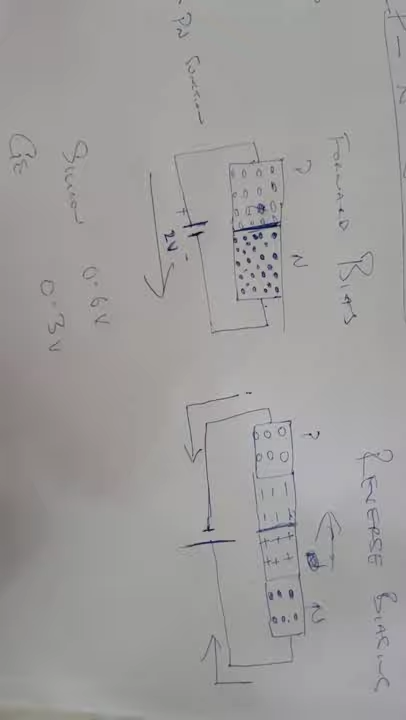 P - N
- PN JUNCTION
FORWARD BIAS
P N
+ -
2V
SILICON 0.6V
GE 0.3V
REVERSE BIASING
P N
- - - + + +